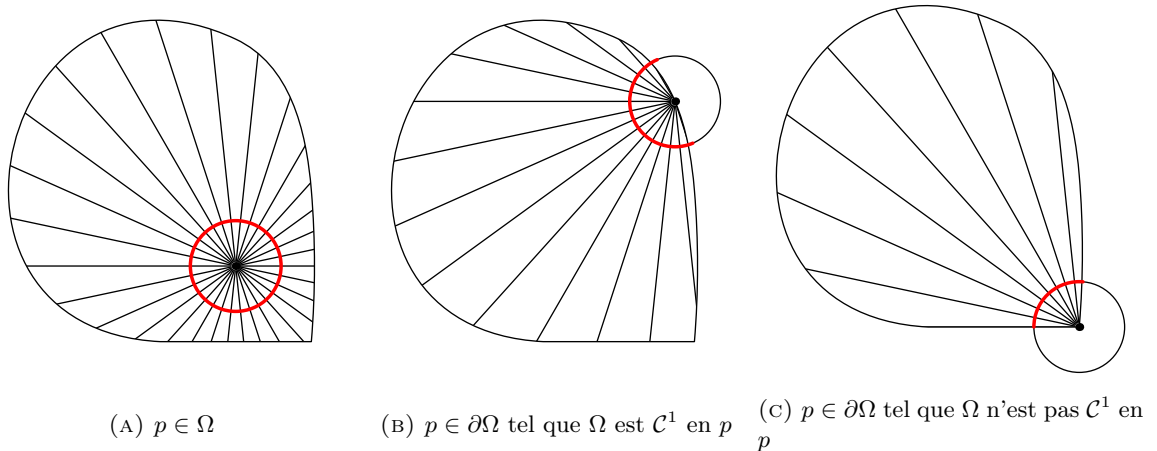 (A) p ∈ Ω
(B) p ∈ ∂Ω tel que Ω est C¹ en p
(C) p ∈ ∂Ω tel que Ω n'est pas C¹ en
p